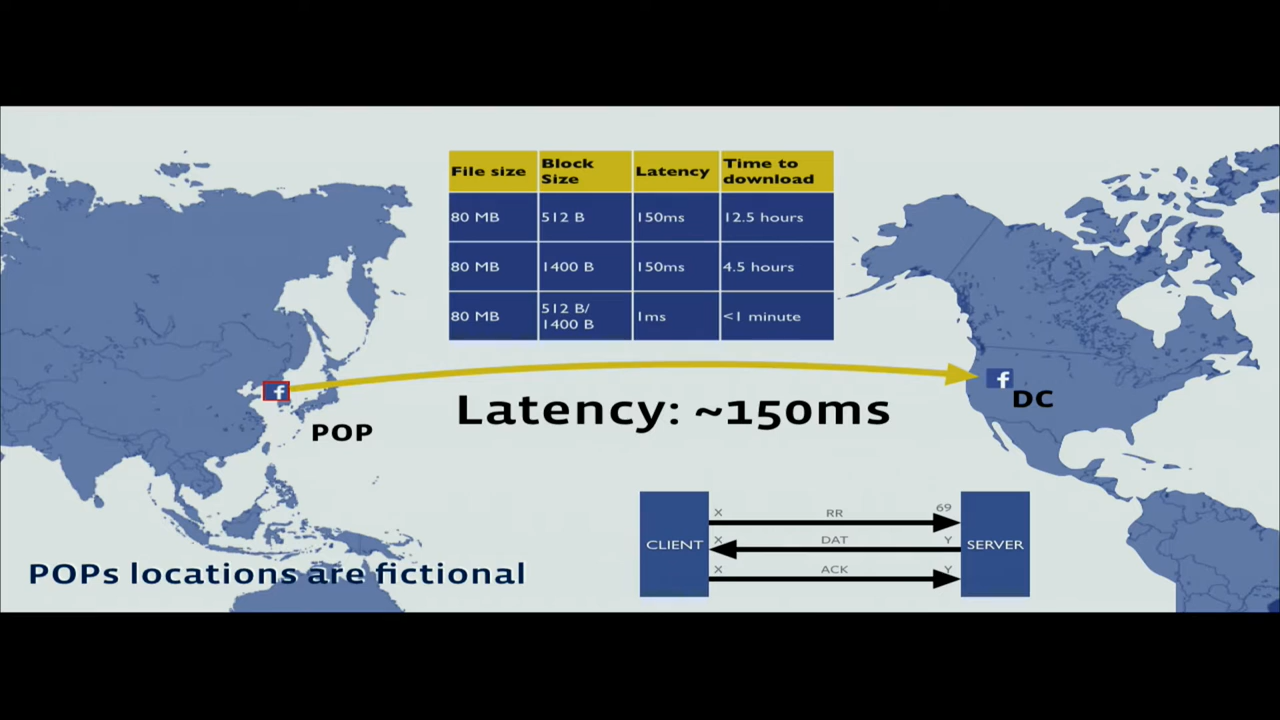 File size Block Size Latency Time to download
80 MB 512 B 150ms 12.5 hours
80 MB 1400 B 150ms 4.5 hours
80 MB 512 B/ 1400 B 1ms <1 minute
f
f
DC
Latency: ~150ms
POP
X RR 69
CLIENT X DAT Y SERVER
X ACK Y
POPs locations are fictional